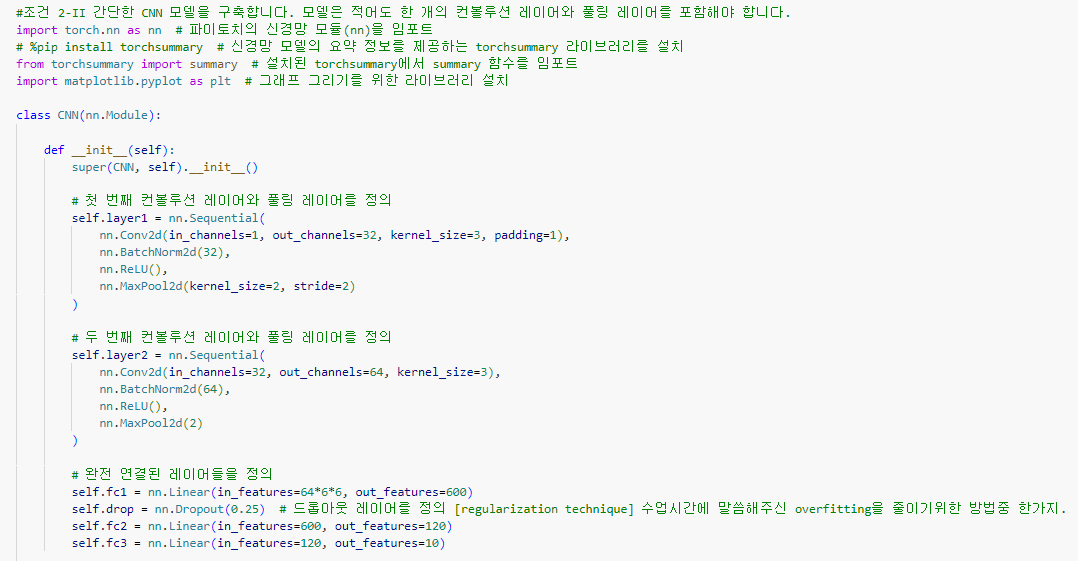 #조건 2-II 간단한 CNN 모델을 구축합니다. 모델은 적어도 한 개의 컨볼루션 레이어와 풀링 레이어를 포함해야 합니다.
import torch.nn as nn  # 파이토치의 신경망 모듈(nn)을 임포트
# %pip install torchsummary  # 신경망 모델의 요약 정보를 제공하는 torchsummary 라이브러리를 설치
from torchsummary import summary  # 설치된 torchsummary에서 summary 함수를 임포트
import matplotlib.pyplot as plt  # 그래프 그리기를 위한 라이브러리 설치

class CNN(nn.Module):

    def __init__(self):
        super(CNN, self).__init__()

        # 첫 번째 컨볼루션 레이어와 풀링 레이어를 정의
        self.layer1 = nn.Sequential(
            nn.Conv2d(in_channels=1, out_channels=32, kernel_size=3, padding=1),
            nn.BatchNorm2d(32),
            nn.ReLU(),
            nn.MaxPool2d(kernel_size=2, stride=2)
        )

        # 두 번째 컨볼루션 레이어와 풀링 레이어를 정의
        self.layer2 = nn.Sequential(
            nn.Conv2d(in_channels=32, out_channels=64, kernel_size=3),
            nn.BatchNorm2d(64),
            nn.ReLU(),
            nn.MaxPool2d(2)
        )

        # 완전 연결된 레이어들을 정의
        self.fc1 = nn.Linear(in_features=64*6*6, out_features=600)
        self.drop = nn.Dropout(0.25)  # 드롭아웃 레이어를 정의 [regularization technique] 수업시간에 말씀해주신 overfitting을 줄이기위한 방법중 한가지.
        self.fc2 = nn.Linear(in_features=600, out_features=120)
        self.fc3 = nn.Linear(in_features=120, out_features=10)